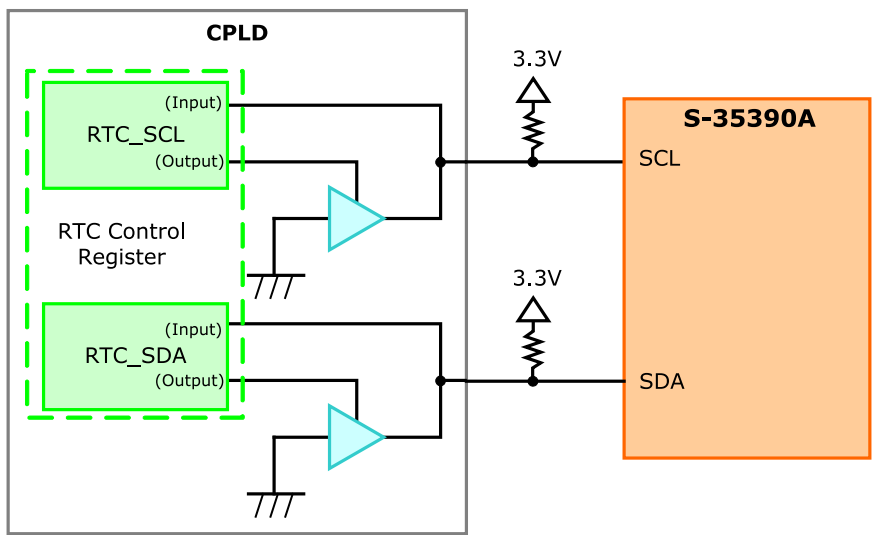 CPLD
(Input)
RTC_SCL
(Output)
RTC Control
Register
(Input)
RTC_SDA
(Output)
3.3V
3.3V
S-35390A
SCL
SDA